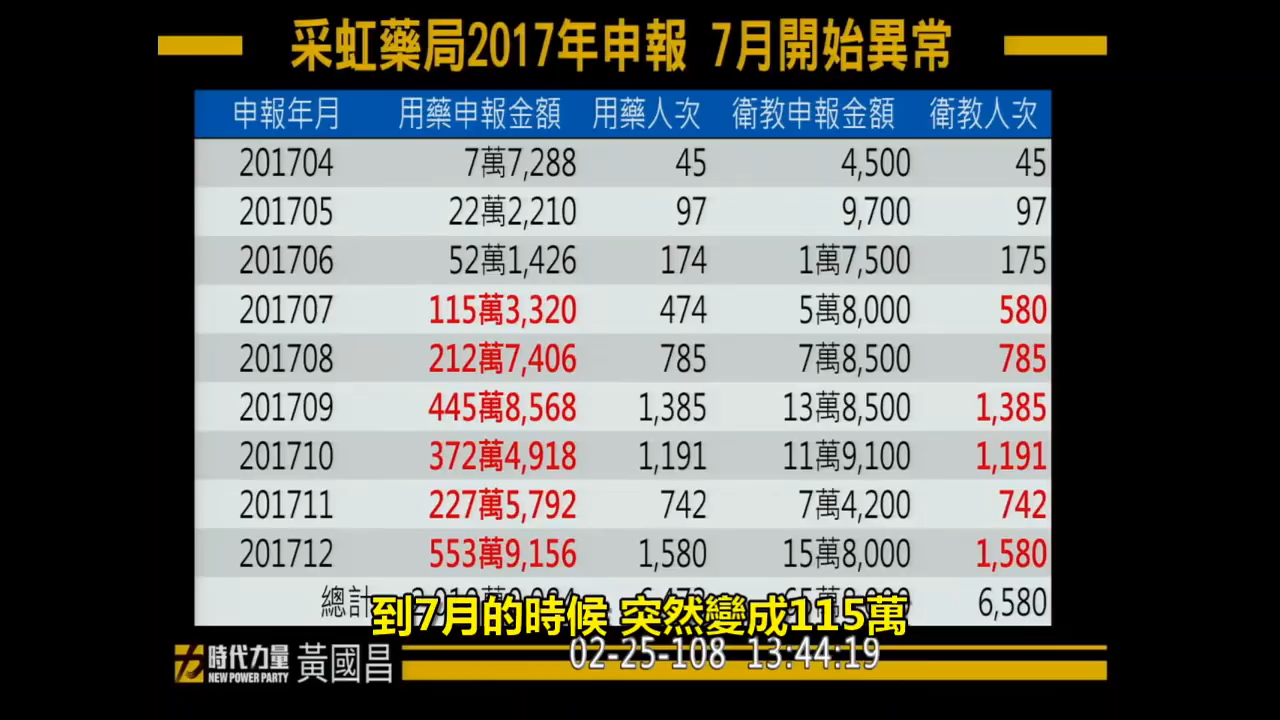 采虹藥局2017年申報 7月開始異常
申報年月 用藥申報金額 用藥人次 衛教申報金額 衛教人次
201704 7萬7,288 45 4,500 45
201705 22萬2,210 97 9,700 97
201706 52萬1,426 174 1萬7,500 175
201707 115萬3,320 474 5萬8,000 580
201708 212萬7,406 785 7萬8,500 785
201709 445萬8,568 1,385 13萬8,500 1,385
201710 372萬4,918 1,191 11萬9,100 1,191
201711 227萬5,792 742 7萬4,200 742
201712 553萬9,156 1,580 15萬8,000 1,580
總計 6,580
到7月的時候 突然變成115萬
時代力量 黃國昌
NEW POWER PARTY
02-25-108 13:44:19